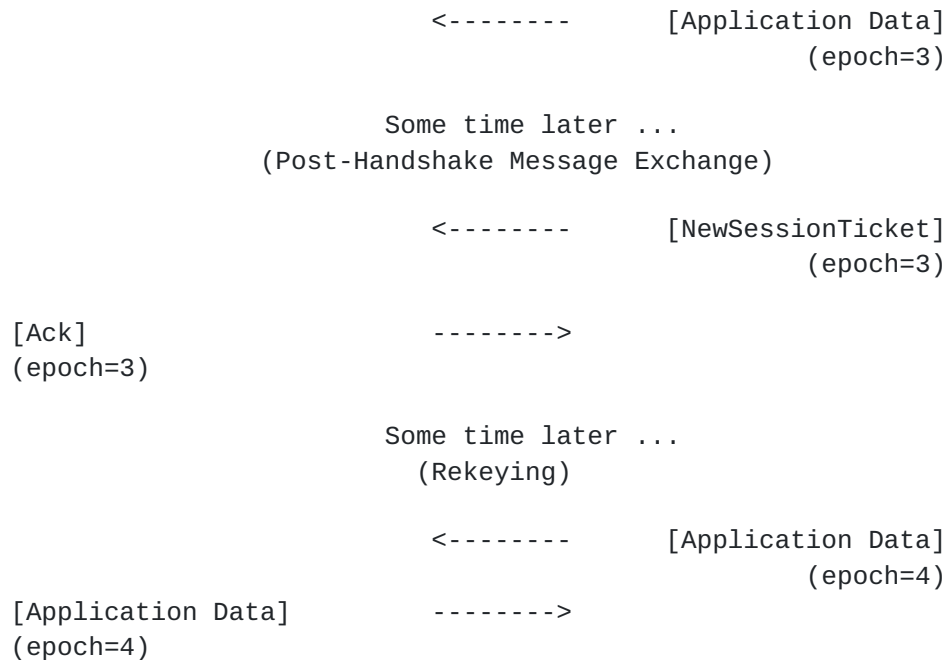 <-------- [Application Data]
(epoch=3)
Some time later ...
(Post-Handshake Message Exchange)
<-------- [NewSessionTicket]
(epoch=3)
[Ack] -------->
(epoch=3)
Some time later ...
(Rekeying)
<-------- [Application Data]
(epoch=4)
[Application Data] -------->
(epoch=4)